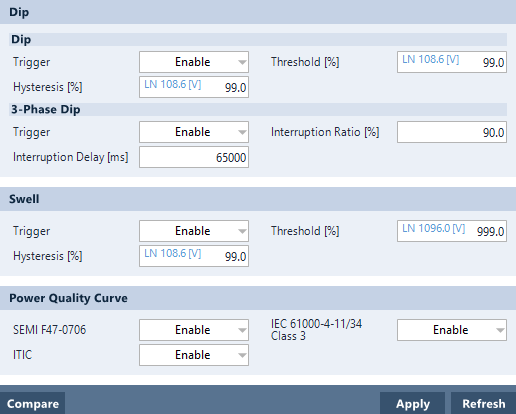 Dip
Dip
Trigger Enable Threshold [%] LN 108.6 [V] 99.0
Hysteresis [%] LN 108.6 [V] 99.0
3-Phase Dip
Trigger Enable Interruption Ratio [%] 90.0
Interruption Delay [ms] 65000
Swell
Trigger Enable Threshold [%] LN 1096.0 [V] 999.0
Hysteresis [%] LN 108.6 [V] 99.0
Power Quality Curve
SEMI F47-0706 Enable IEC 61000-4-11/34 Enable
Class 3
ITIC Enable
Compare Apply Refresh